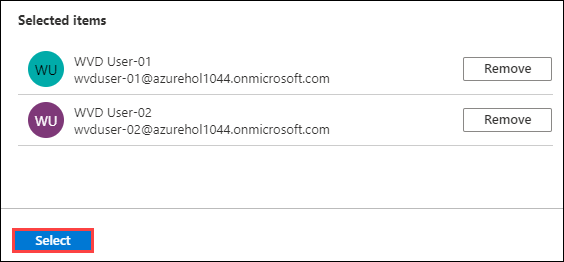 Selected items
WU
WVD User-01
wvduser-01@azurehol1044.onmicrosoft.com
Remove
WU
WVD User-02
wvduser-02@azurehol1044.onmicrosoft.com
Remove
Select